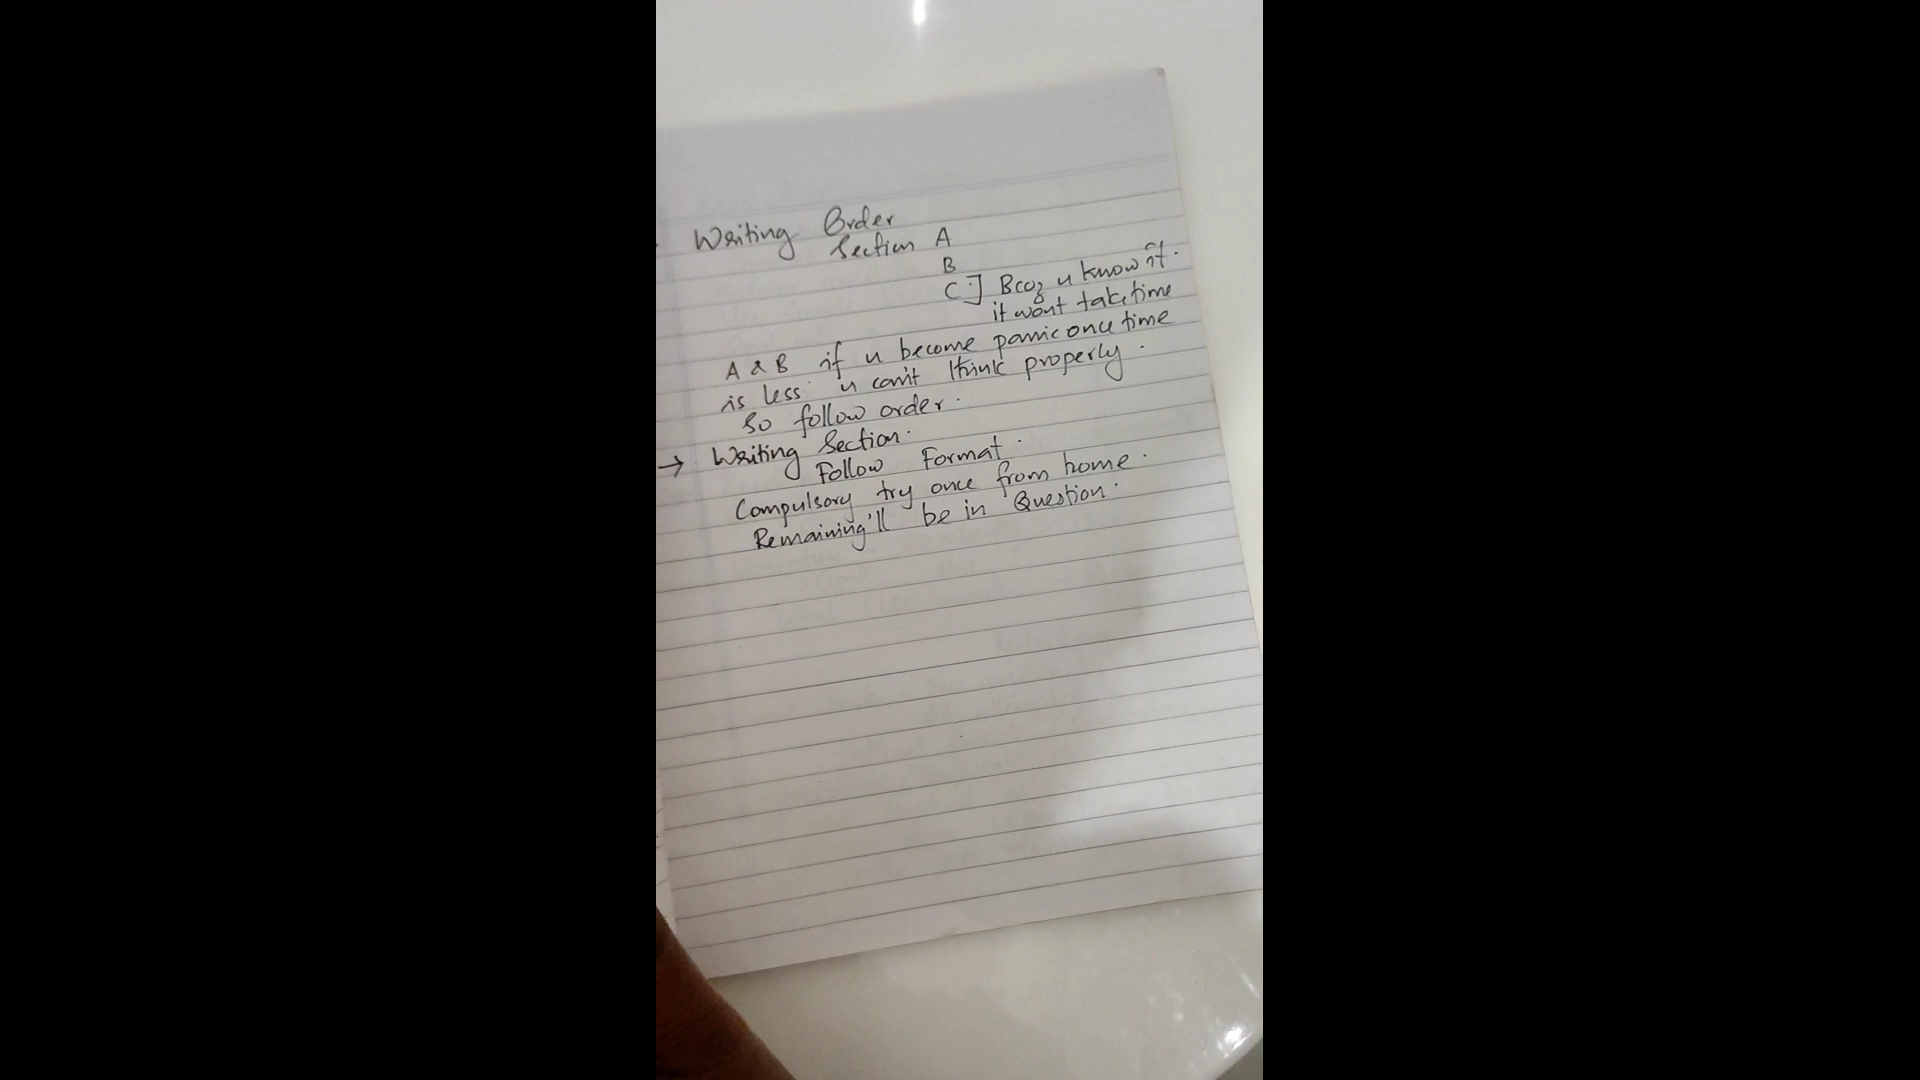 Writing Order
Section A
B
C.] Bcoz u know it.
it wont take time
A & B if u become panic once time
is less u can't think properly.
So follow order.
→ Writing Section.
Follow Format.
Compulsory try once from home.
Remaining'll be in Question.